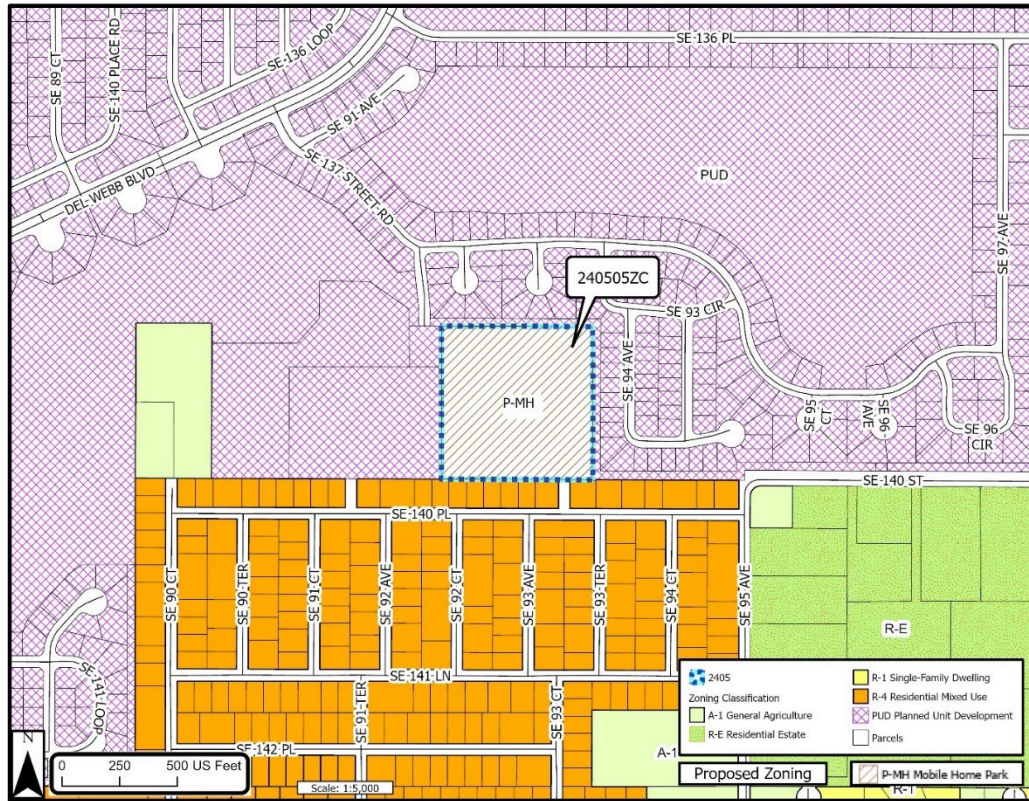 SE 89 CT
SE 140 PLACE RD
SE 136 LOOP
SE 136 PL
SE 91 AVE
DEL WEBB BLVD
SE 137 STREET RD
PUD
SE 97 AVE
240505ZC
SE 93 CIR
SE 94 AVE
P-MH
SE 95
CT
SE 96
AVE
SE 96
CIR
SE 140 ST
SE 140 PL
SE 90 CT
SE 90 TER
SE 91 CT
SE 92 AVE
SE 92 CT
SE 93 AVE
SE 93 TER
SE 94 CT
SE 95 AVE
R-E
SE 141 LN
SE 141 LOOP
SE 91 TER
SE 93 CT
SE 142 PL
A-1
N
0 250 500 US Feet
Scale: 1:5,000
2405
Zoning Classification
A-1 General Agriculture
R-E Residential Estate
R-1 Single-Family Dwelling
R-4 Residential Mixed Use
PUD Planned Unit Development
Parcels
Proposed Zoning
P-MH Mobile Home Park